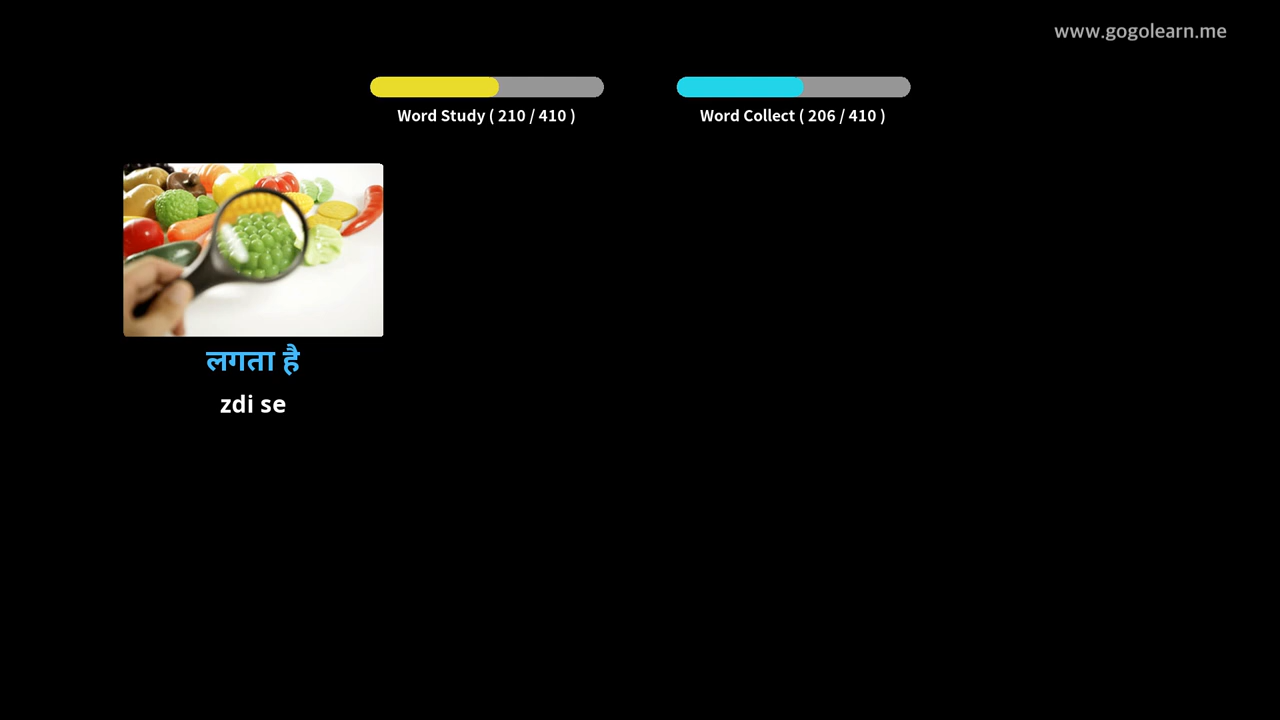 www.gogolearn.me
Word Study ( 210 / 410 )
Word Collect ( 206 / 410 )
लगता है
zdi se